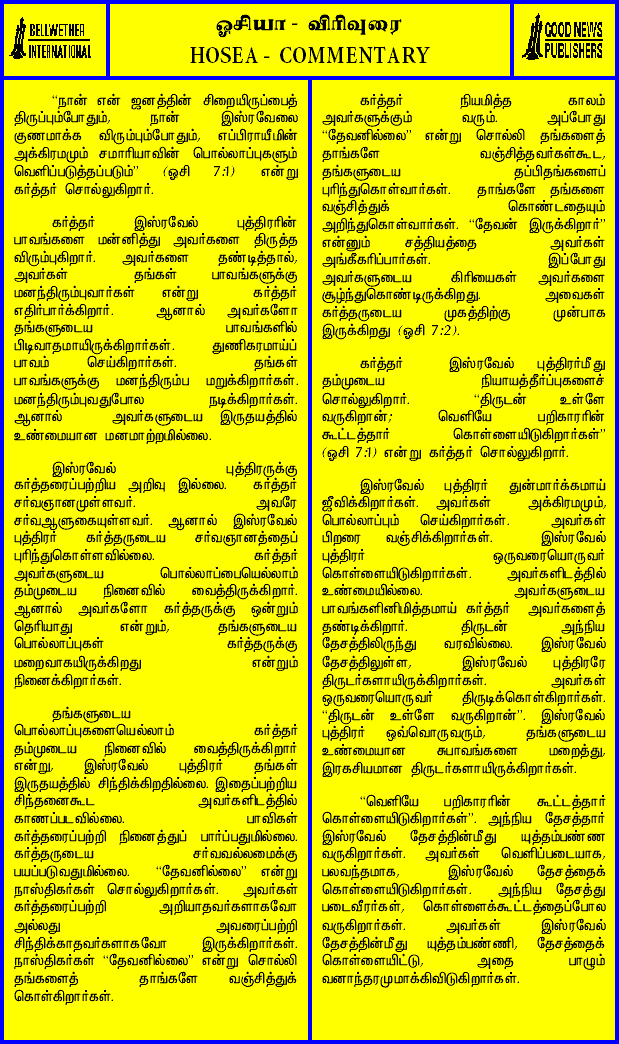 BELLWETHER
INTERNATIONAL
ஓசியா - விரிவுரை
HOSEA - COMMENTARY
GOOD NEWS
PUBLISHERS
“நான் என் ஜனத்தின் சிறையிருப்பைத்
திருப்பும்போதும், நான் இஸ்ரவேலை
குணமாக்க விரும்பும்போதும், எப்பிராயீமின்
அக்கிரமமும் சமாரியாவின் பொல்லாப்புகளும்
வெளிப்படுத்தப்படும்” (ஓசி 7:1) என்று
கர்த்தர் சொல்லுகிறார்.
கர்த்தர் இஸ்ரவேல் புத்திரரின்
பாவங்களை மன்னித்து அவர்களை திருத்த
விரும்புகிறார். அவர்களை தண்டித்தால்,
அவர்கள் தங்கள் பாவங்களுக்கு
மனந்திரும்புவார்கள் என்று கர்த்தர்
எதிர்பார்க்கிறார். ஆனால் அவர்களோ
தங்களுடைய பாவங்களில்
பிடிவாதமாயிருக்கிறார்கள். துணிகரமாய்ப்
பாவம் செய்கிறார்கள். தங்கள்
பாவங்களுக்கு மனந்திரும்ப மறுக்கிறார்கள்.
மனந்திரும்புவதுபோல நடிக்கிறார்கள்.
ஆனால் அவர்களுடைய இருதயத்தில்
உண்மையான மனமாற்றமில்லை.
இஸ்ரவேல் புத்திரருக்கு
கர்த்தரைப்பற்றிய அறிவு இல்லை. கர்த்தர்
சர்வஞானமுள்ளவர். அவரே
சர்வஆளுகையுள்ளவர். ஆனால் இஸ்ரவேல்
புத்திரர் கர்த்தருடைய சர்வஞானத்தைப்
புரிந்துகொள்ளவில்லை. கர்த்தர்
அவர்களுடைய பொல்லாப்பையெல்லாம்
தம்முடைய நினைவில் வைத்திருக்கிறார்.
ஆனால் அவர்களோ கர்த்தருக்கு ஒன்றும்
தெரியாது என்றும், தங்களுடைய
பொல்லாப்புகள் கர்த்தருக்கு
மறைவாகயிருக்கிறது என்றும்
நினைக்கிறார்கள்.
தங்களுடைய
பொல்லாப்புகளையெல்லாம் கர்த்தர்
தம்முடைய நினைவில் வைத்திருக்கிறார்
என்று, இஸ்ரவேல் புத்திரர் தங்கள்
இருதயத்தில் சிந்திக்கிறதில்லை. இதைப்பற்றிய
சிந்தனைகூட அவர்களிடத்தில்
காணப்படவில்லை. பாவிகள்
கர்த்தரைப்பற்றி நினைத்துப் பார்ப்பதுமில்லை.
கர்த்தருடைய சர்வவல்லமைக்கு
பயப்படுவதுமில்லை. “தேவனில்லை” என்று
நாஸ்திகர்கள் சொல்லுகிறார்கள். அவர்கள்
கர்த்தரைப்பற்றி அறியாதவர்களாகவோ
அல்லது அவரைப்பற்றி
சிந்திக்காதவர்களாகவோ இருக்கிறார்கள்.
நாஸ்திகர்கள் “தேவனில்லை” என்று சொல்லி
தங்களைத் தாங்களே வஞ்சித்துக்
கொள்கிறார்கள்.
கர்த்தர் நியமித்த காலம்
அவர்களுக்கும் வரும். அப்போது
“தேவனில்லை” என்று சொல்லி தங்களைத்
தாங்களே வஞ்சித்தவர்கள்கூட,
தங்களுடைய தப்பிதங்களைப்
புரிந்துகொள்வார்கள். தாங்களே தங்களை
வஞ்சித்துக் கொண்டதையும்
அறிந்துகொள்வார்கள். “தேவன் இருக்கிறார்”
என்னும் சத்தியத்தை அவர்கள்
அங்கீகரிப்பார்கள். இப்போது
அவர்களுடைய கிரியைகள் அவர்களை
சூழ்ந்துகொண்டிருக்கிறது. அவைகள்
கர்த்தருடைய முகத்திற்கு முன்பாக
இருக்கிறது (ஓசி 7:2).
கர்த்தர் இஸ்ரவேல் புத்திரர்மீது
தம்முடைய நியாயத்தீர்ப்புகளைச்
சொல்லுகிறார். “திருடன் உள்ளே
வருகிறான்; வெளியே பறிகாரரின்
கூட்டத்தார் கொள்ளையிடுகிறார்கள்”
(ஓசி 7:1) என்று கர்த்தர் சொல்லுகிறார்.
இஸ்ரவேல் புத்திரர் துன்மார்க்கமாய்
ஜீவிக்கிறார்கள். அவர்கள் அக்கிரமமும்,
பொல்லாப்பும் செய்கிறார்கள். அவர்கள்
பிறரை வஞ்சிக்கிறார்கள். இஸ்ரவேல்
புத்திரர் ஒருவரையொருவர்
கொள்ளையிடுகிறார்கள். அவர்களிடத்தில்
உண்மையில்லை. அவர்களுடைய
பாவங்களினிமித்தமாய் கர்த்தர் அவர்களைத்
தண்டிக்கிறார். திருடன் அந்நிய
தேசத்திலிருந்து வரவில்லை. இஸ்ரவேல்
தேசத்திலுள்ள, இஸ்ரவேல் புத்திரரே
திருடர்களாயிருக்கிறார்கள். அவர்கள்
ஒருவரையொருவர் திருடிக்கொள்கிறார்கள்.
“திருடன் உள்ளே வருகிறான்”. இஸ்ரவேல்
புத்திரர் ஒவ்வொருவரும், தங்களுடைய
உண்மையான சுபாவங்களை மறைத்து,
இரகசியமான திருடர்களாயிருக்கிறார்கள்.
“வெளியே பறிகாரரின் கூட்டத்தார்
கொள்ளையிடுகிறார்கள்”. அந்நிய தேசத்தார்
இஸ்ரவேல் தேசத்தின்மீது யுத்தம்பண்ண
வருகிறார்கள். அவர்கள் வெளிப்படையாக,
பலவந்தமாக, இஸ்ரவேல் தேசத்தைக்
கொள்ளையிடுகிறார்கள். அந்நிய தேசத்து
படைவீரர்கள், கொள்ளைக்கூட்டத்தைப்போல
வருகிறார்கள். அவர்கள் இஸ்ரவேல்
தேசத்தின்மீது யுத்தம்பண்ணி, தேசத்தைக்
கொள்ளையிட்டு, அதை பாழும்
வனாந்தரமுமாக்கிவிடுகிறார்கள்.